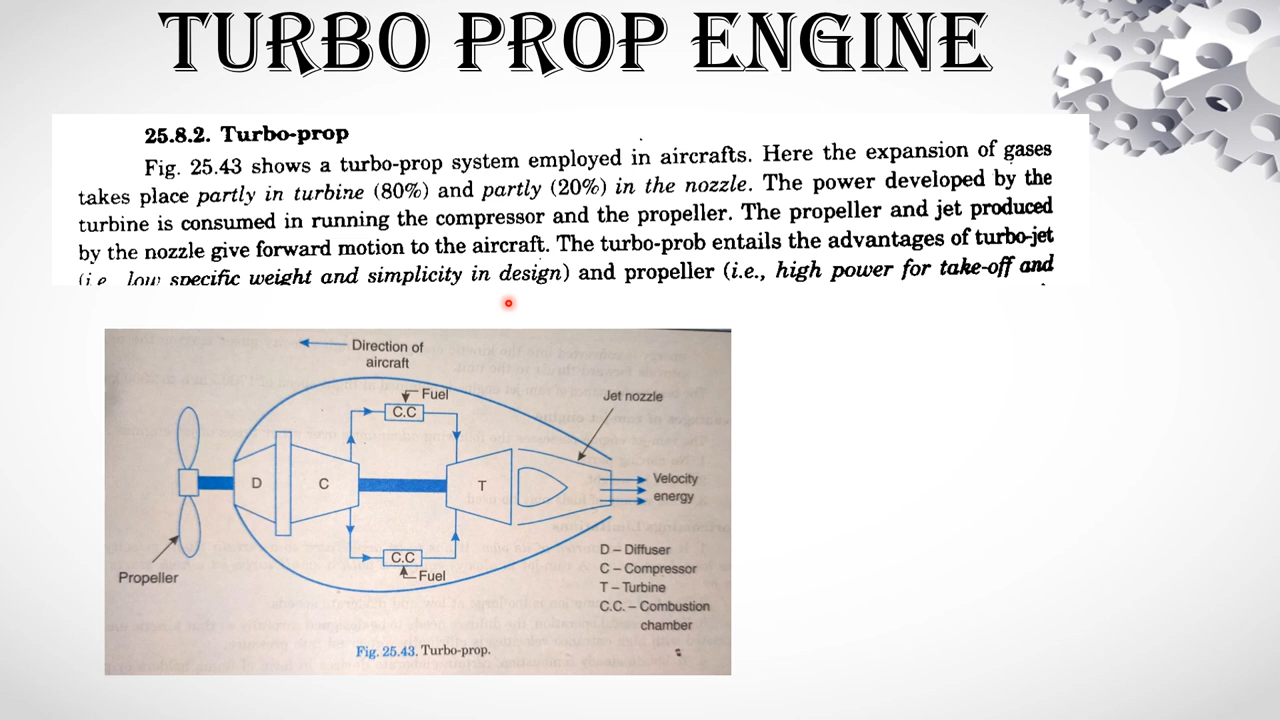 TURBO PROP ENGINE
25.8.2. Turbo-prop
Fig. 25.43 shows a turbo-prop system employed in aircrafts. Here the expansion of gases
takes place partly in turbine (80%) and partly (20%) in the nozzle. The power developed by the
turbine is consumed in running the compressor and the propeller. The propeller and jet produced
by the nozzle give forward motion to the aircraft. The turbo-prob entails the advantages of turbo-jet
(i.e. low specific weight and simplicity in design) and propeller (i.e., high power for take-off and
Direction of
aircraft
Fuel
C.C
Jet nozzle
D
C
T
Velocity
energy
C.C
Fuel
Propeller
D – Diffuser
C – Compressor
T – Turbine
C.C. – Combustion
chamber
Fig. 25.43. Turbo-prop.